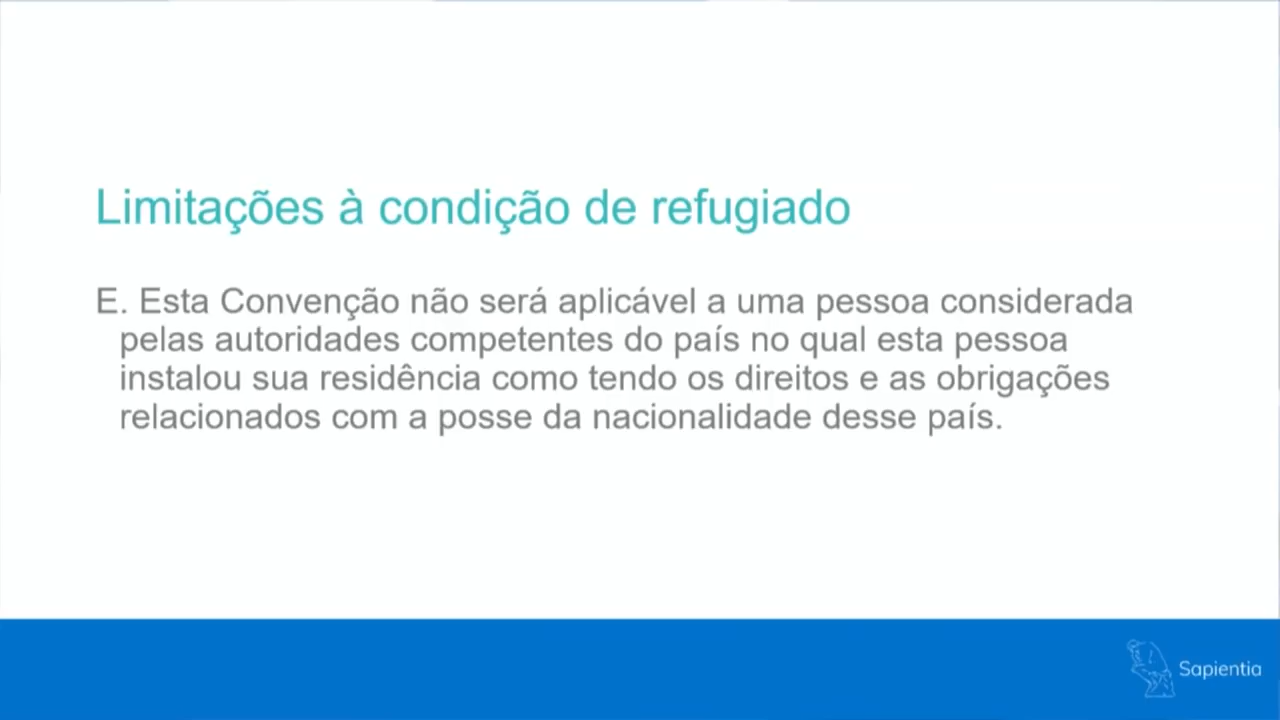 Limitações à condição de refugiado
E. Esta Convenção não será aplicável a uma pessoa considerada
pelas autoridades competentes do país no qual esta pessoa
instalou sua residência como tendo os direitos e as obrigações
relacionados com a posse da nacionalidade desse país.
Sapientia